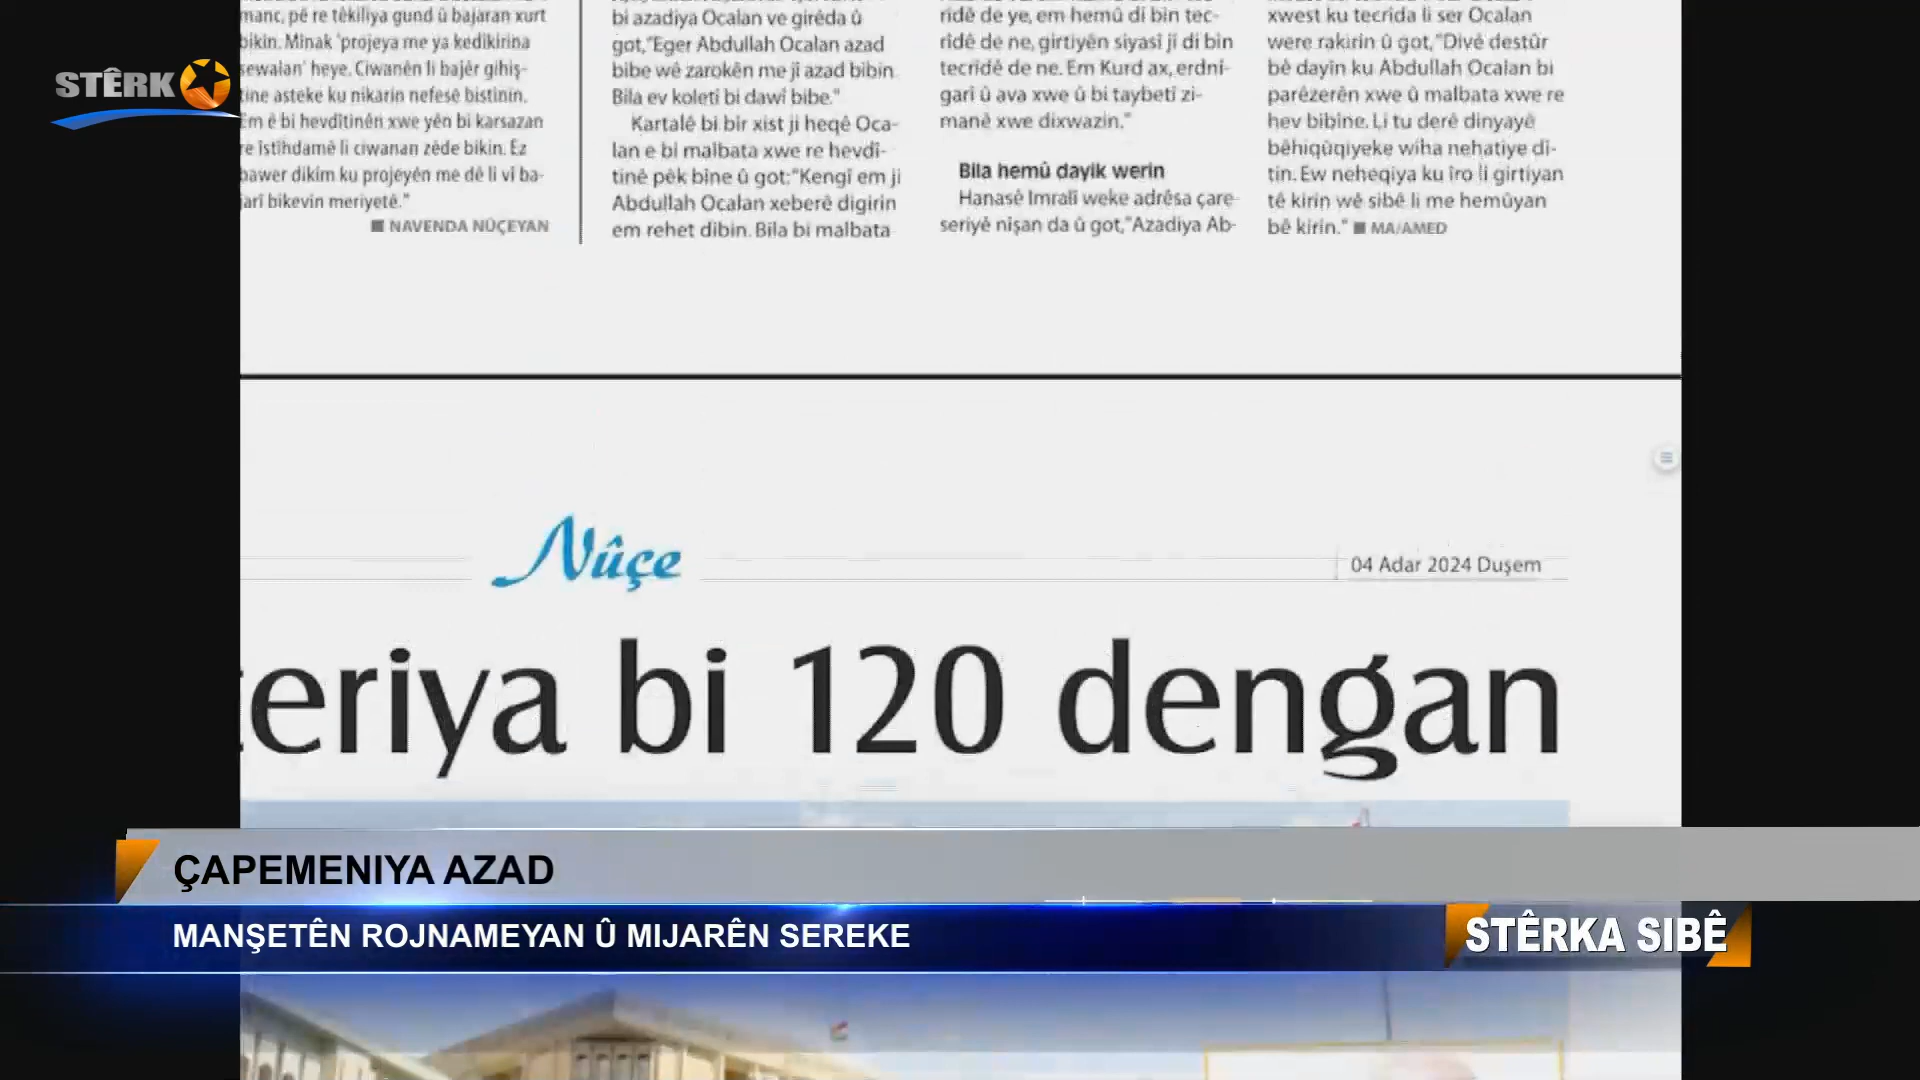 STÊRK
manc, pê re têkiliya gund û bajaran xurt
bikin. Mînak 'projeya me ya kedikirina
sewalan' heye. Ciwanên li bajêr gihiş-
tine asteke ku nikarin nefesê bistînin.
Em ê bi hevdîtinên xwe yên bi karsazan
re îstîhdamê li ciwanan zêde bikin. Ez
bawer dikim ku projeyên me dê li vî ba-
jarî bikevin meriyetê."
■ NAVENDA NÛÇEYAN
bi azadiya Ocalan ve girêda û
got,"Eger Abdullah Ocalan azad
bibe wê zarokên me jî azad bibin.
Bila ev koletî bi dawî bibe."
Kartalê bi bîr xist ji heqê Oca-
lan e bi malbata xwe re hevdî-
tinê pêk bîne û got:"Kengî em ji
Abdullah Ocalan xeberê digirin
em rehet dibin. Bila bi malbata
ridê de ye, em hemû di bin tec-
rîdê de ne, girtiyên siyasî jî di bin
tecrîdê de ne. Em Kurd ax, erdnî-
garî û ava xwe û bi taybetî zi-
manê xwe dixwazin."
Bila hemû dayik werin
Hanasê Imralî weke adrêsa çare-
seriyê nîşan da û got,"Azadiya Ab-
xwest ku tecrîda li ser Ocalan
were rakirin û got,"Divê destûr
bê dayîn ku Abdullah Ocalan bi
parêzerên xwe û malbata xwe re
hev bibîne. Li tu derê dinyayê
bêhiqûqiyeke wiha nehatiye dî-
tin. Ew neheqiya ku îro li girtiyan
tê kirin wê sibê li me hemûyan
bê kirin." ■ MA/AMED
Nûçe
04 Adar 2024 Duşem
eriya bi 120 dengan
ÇAPEMENIYA AZAD
MANŞETÊN ROJNAMEYAN Û MIJARÊN SEREKE
STÊRKA SIBÊ